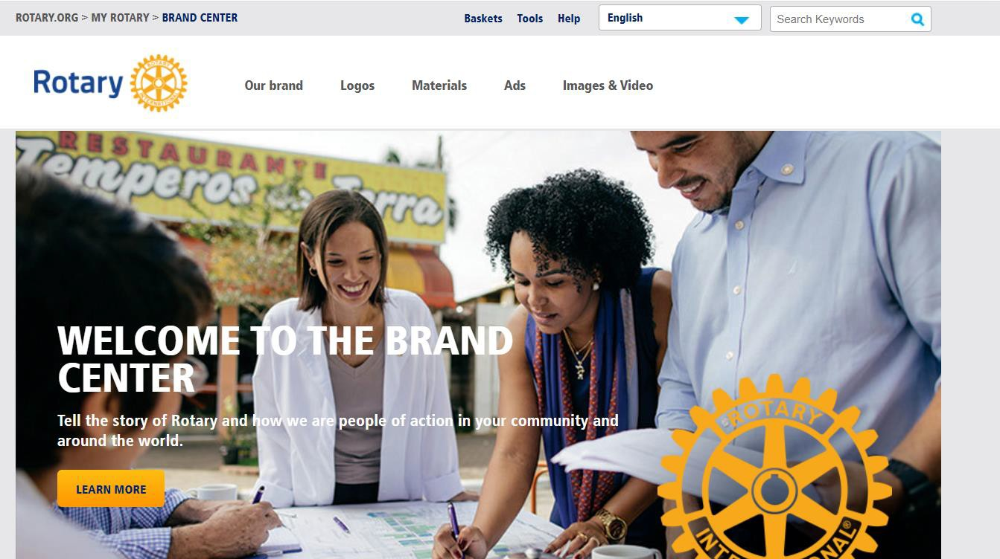 ROTARY.ORG > MY ROTARY > BRAND CENTER
Baskets Tools Help English Search Keywords
Rotary ROTARY INTERNATIONAL
Our brand Logos Materials Ads Images & Video
RESTAURANTE
Temperos da Terra
WELCOME TO THE BRAND
CENTER
Tell the story of Rotary and how we are people of action in your community and
around the world.
LEARN MORE
ROTARY
INTERNATIONAL®